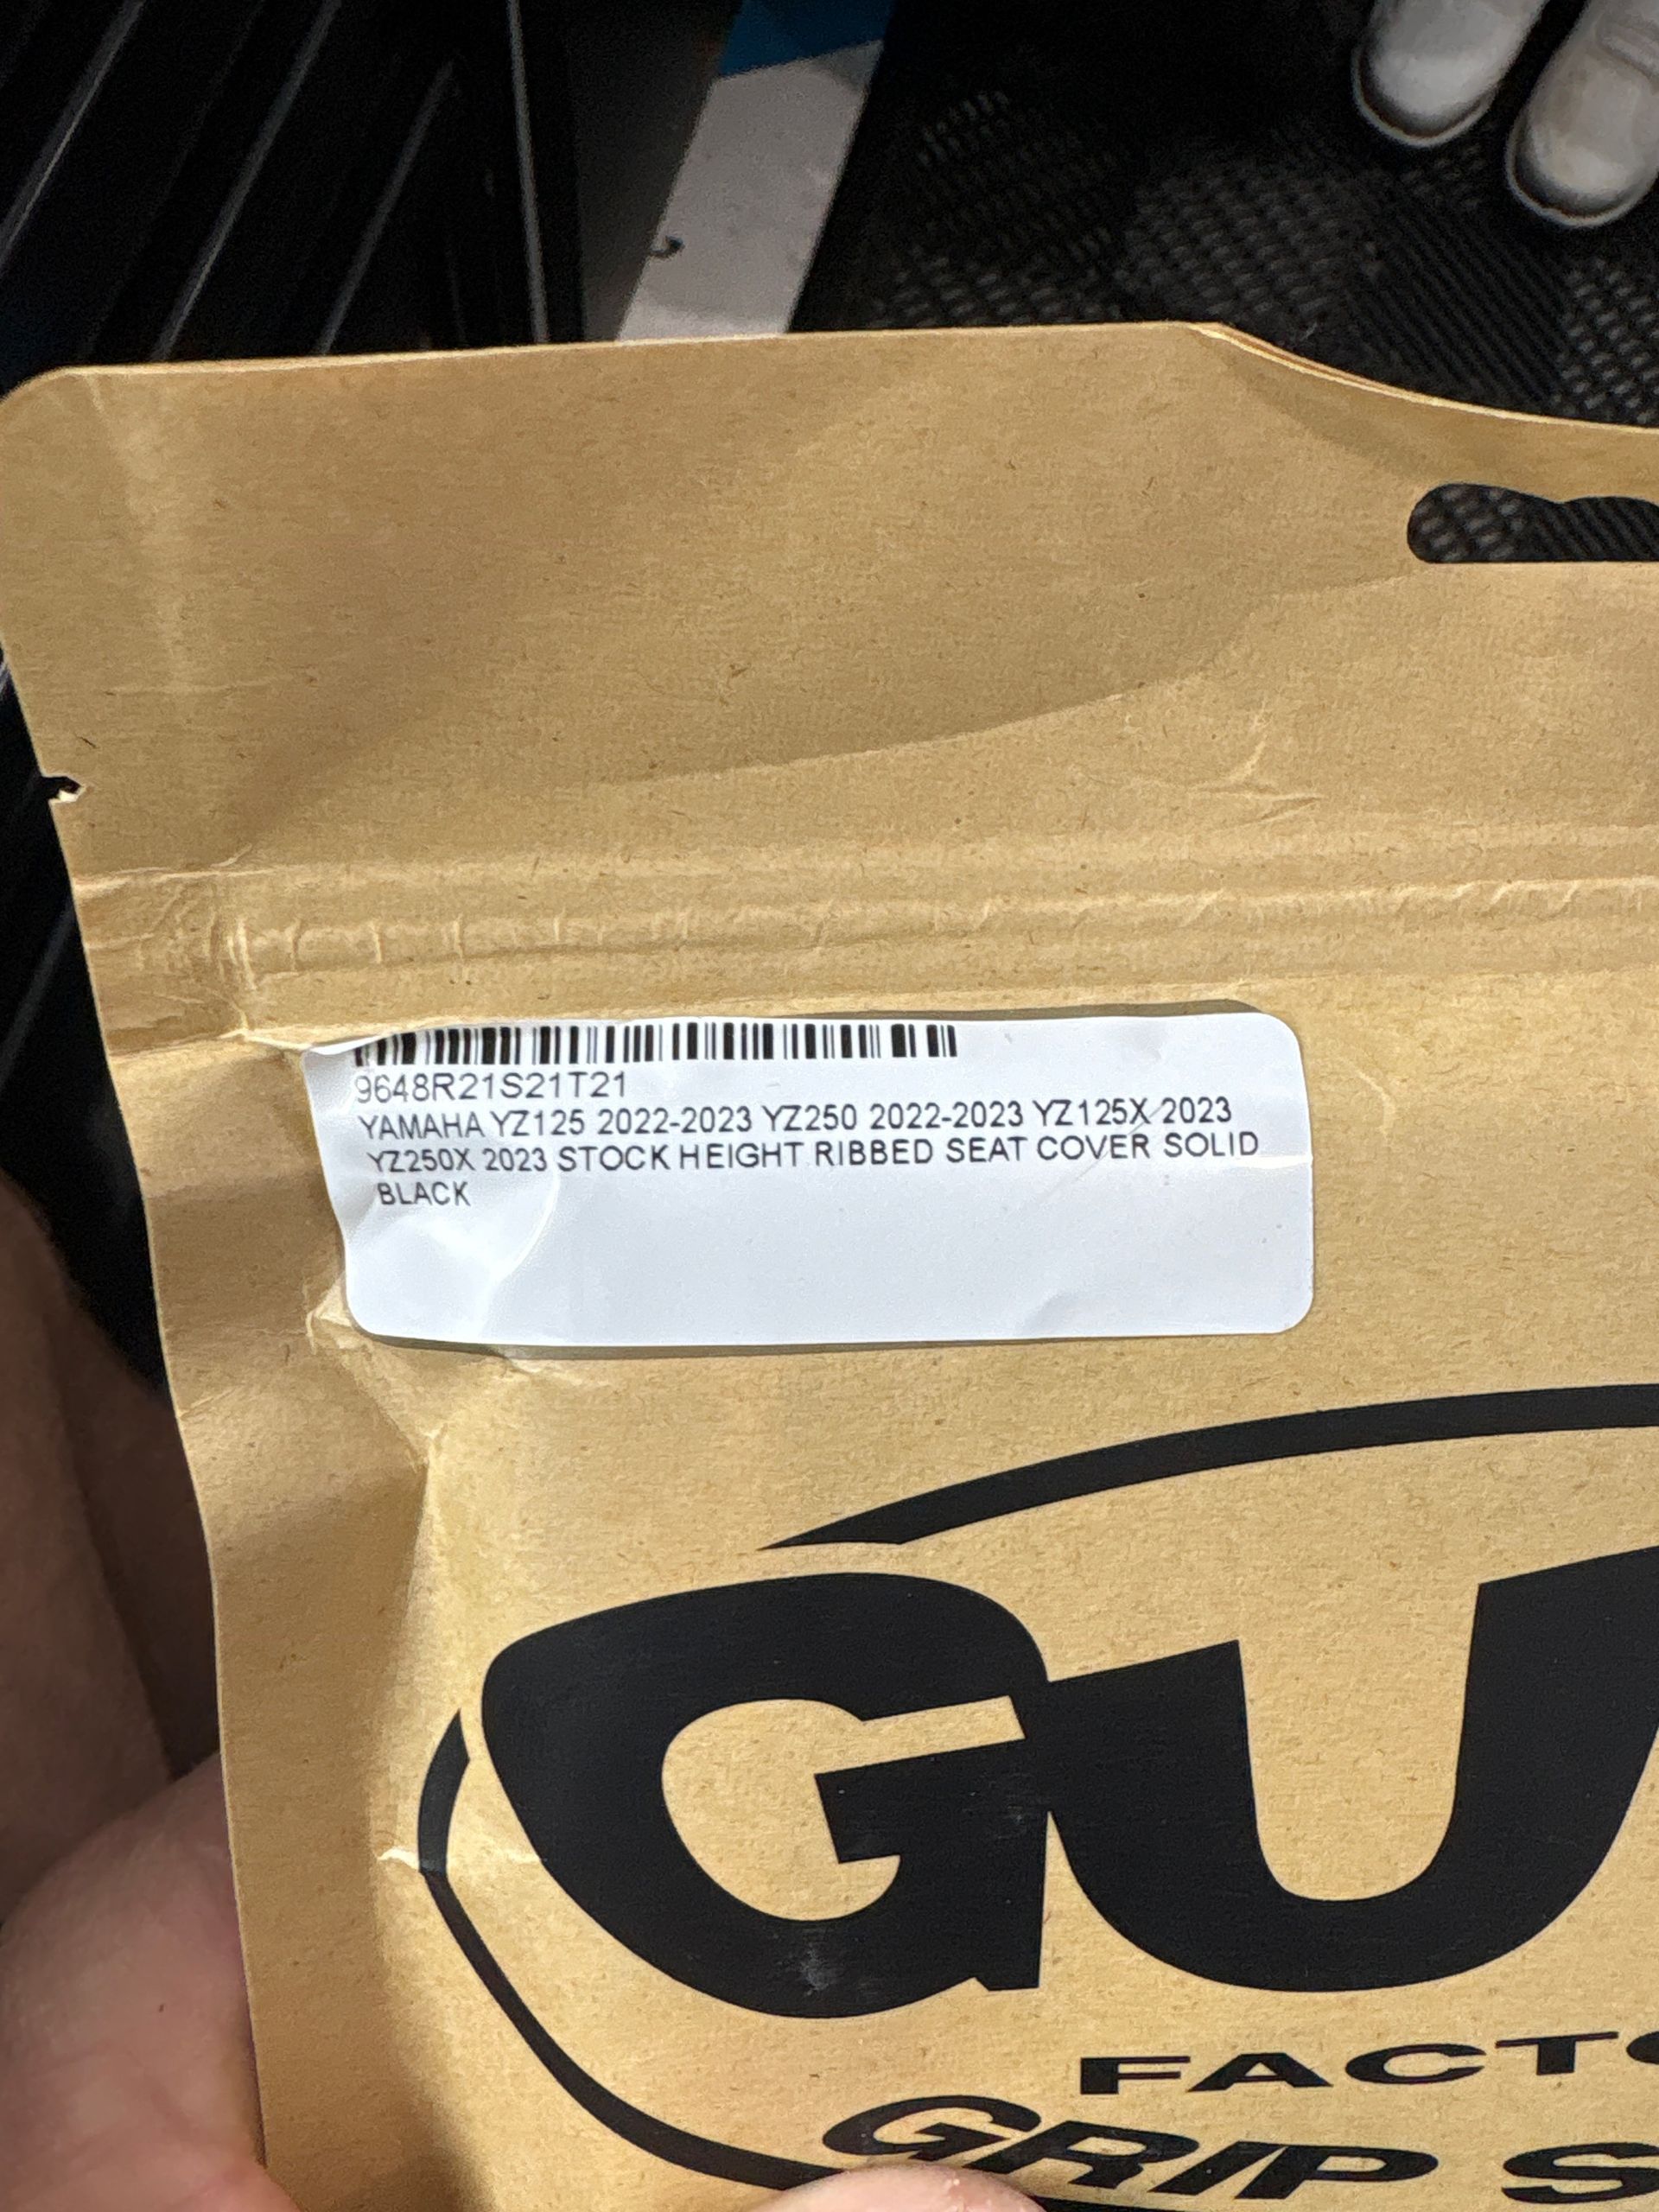 9648R21S21T21
YAMAHA YZ125 2022-2023 YZ250 2022-2023 YZ125X 2023
YZ250X 2023 STOCK HEIGHT RIBBED SEAT COVER SOLID
BLACK
GU
FACTO
GRIP S